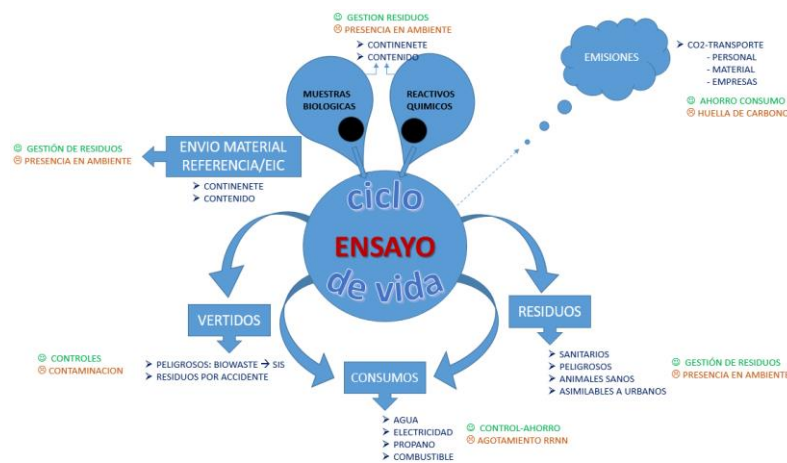 ☺ GESTION RESIDUOS
☹ PRESENCIA EN AMBIENTE
➤ CONTINENETE
➤ CONTENIDO
MUESTRAS
BIOLOGICAS
REACTIVOS
QUIMICOS
EMISIONES
➤ CO2-TRANSPORTE
- PERSONAL
- MATERIAL
- EMPRESAS
☺ AHORRO CONSUMO
☹ HUELLA DE CARBONO
☺ GESTIÓN DE RESIDUOS
☹ PRESENCIA EN AMBIENTE
ENVIO MATERIAL
REFERENCIA/EIC
➤ CONTINENETE
➤ CONTENIDO
ciclo
ENSAYO
de vida
VERTIDOS
☺ CONTROLES
☹ CONTAMINACION
➤ PELIGROSOS: BIOWASTE → SIS
➤ RESIDUOS POR ACCIDENTE
CONSUMOS
➤ AGUA
➤ ELECTRICIDAD
➤ PROPANO
➤ COMBUSTIBLE
☺ CONTROL-AHORRO
☹ AGOTAMIENTO RRNN
RESIDUOS
➤ SANITARIOS
➤ PELIGROSOS
➤ ANIMALES SANOS
➤ ASIMILABLES A URBANOS
☺ GESTIÓN DE RESIDUOS
☹ PRESENCIA EN AMBIENTE